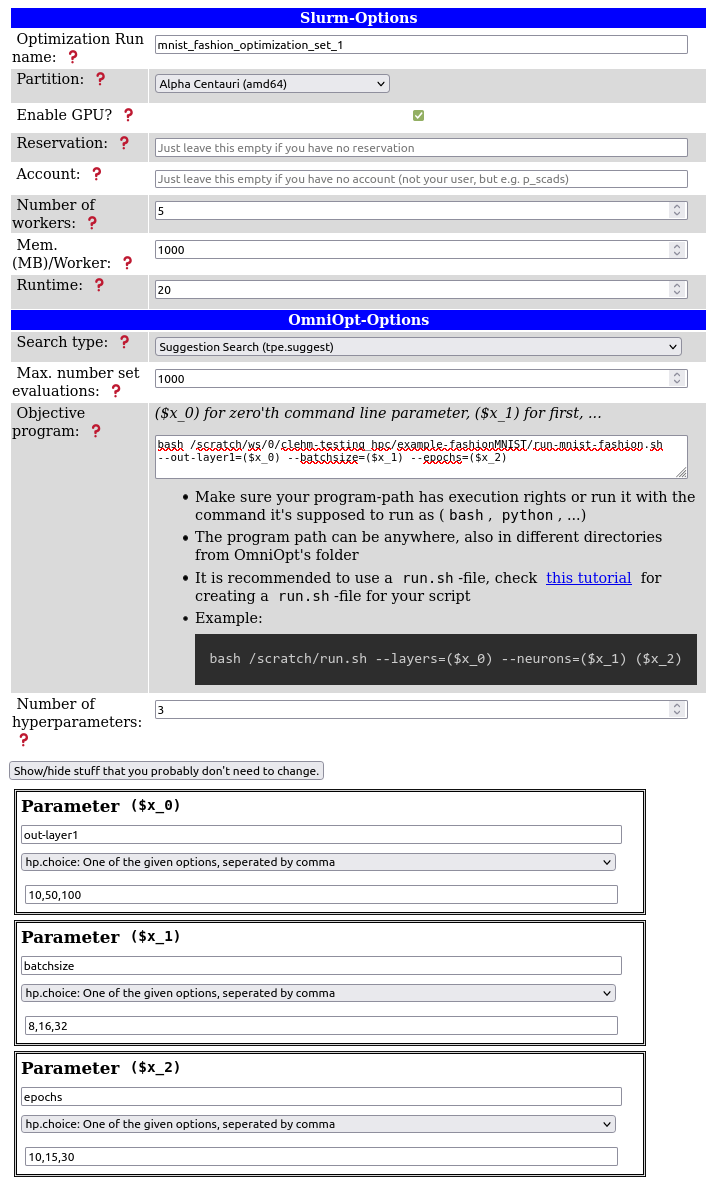 Slurm-Options
Optimization Run
name: ❓
mnist_fashion_optimization_set_1
Partition: ❓
Alpha Centauri (amd64)
Enable GPU? ❓
Reservation: ❓
Just leave this empty if you have no reservation
Account: ❓
Just leave this empty if you have no account (not your user, but e.g. p_scads)
Number of
workers: ❓
5
Mem.
(MB)/Worker: ❓
1000
Runtime: ❓
20
OmniOpt-Options
Search type: ❓
Suggestion Search (tpe.suggest)
Max. number set
evaluations: ❓
1000
Objective
program: ❓
($x_0) for zero'th command line parameter, ($x_1) for first, ...
bash /scratch/ws/0/clehm-testing_hpc/example-fashionMNIST/run-mnist-fashion.sh
--out-layer1=($x_0) --batchsize=($x_1) --epochs=($x_2)
• Make sure your program-path has execution rights or run it with the
command it's supposed to run as ( bash , python , ...)
• The program path can be anywhere, also in different directories
from OmniOpt's folder
• It is recommended to use a run.sh -file, check this tutorial for
creating a run.sh -file for your script
• Example:
bash /scratch/run.sh --layers=($x_0) --neurons=($x_1) ($x_2)
Number of
hyperparameters:
❓
3
Show/hide stuff that you probably don't need to change.
Parameter ($x_0)
out-layer1
hp.choice: One of the given options, seperated by comma
10,50,100
Parameter ($x_1)
batchsize
hp.choice: One of the given options, seperated by comma
8,16,32
Parameter ($x_2)
epochs
hp.choice: One of the given options, seperated by comma
10,15,30